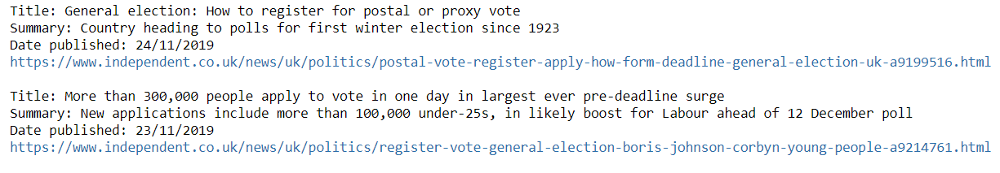 Title: General election: How to register for postal or proxy vote
Summary: Country heading to polls for first winter election since 1923
Date published: 24/11/2019
https://www.independent.co.uk/news/uk/politics/postal-vote-register-apply-how-form-deadline-general-election-uk-a9199516.html
Title: More than 300,000 people apply to vote in one day in largest ever pre-deadline surge
Summary: New applications include more than 100,000 under-25s, in likely boost for Labour ahead of 12 December poll
Date published: 23/11/2019
https://www.independent.co.uk/news/uk/politics/register-vote-general-election-boris-johnson-corbyn-young-people-a9214761.html